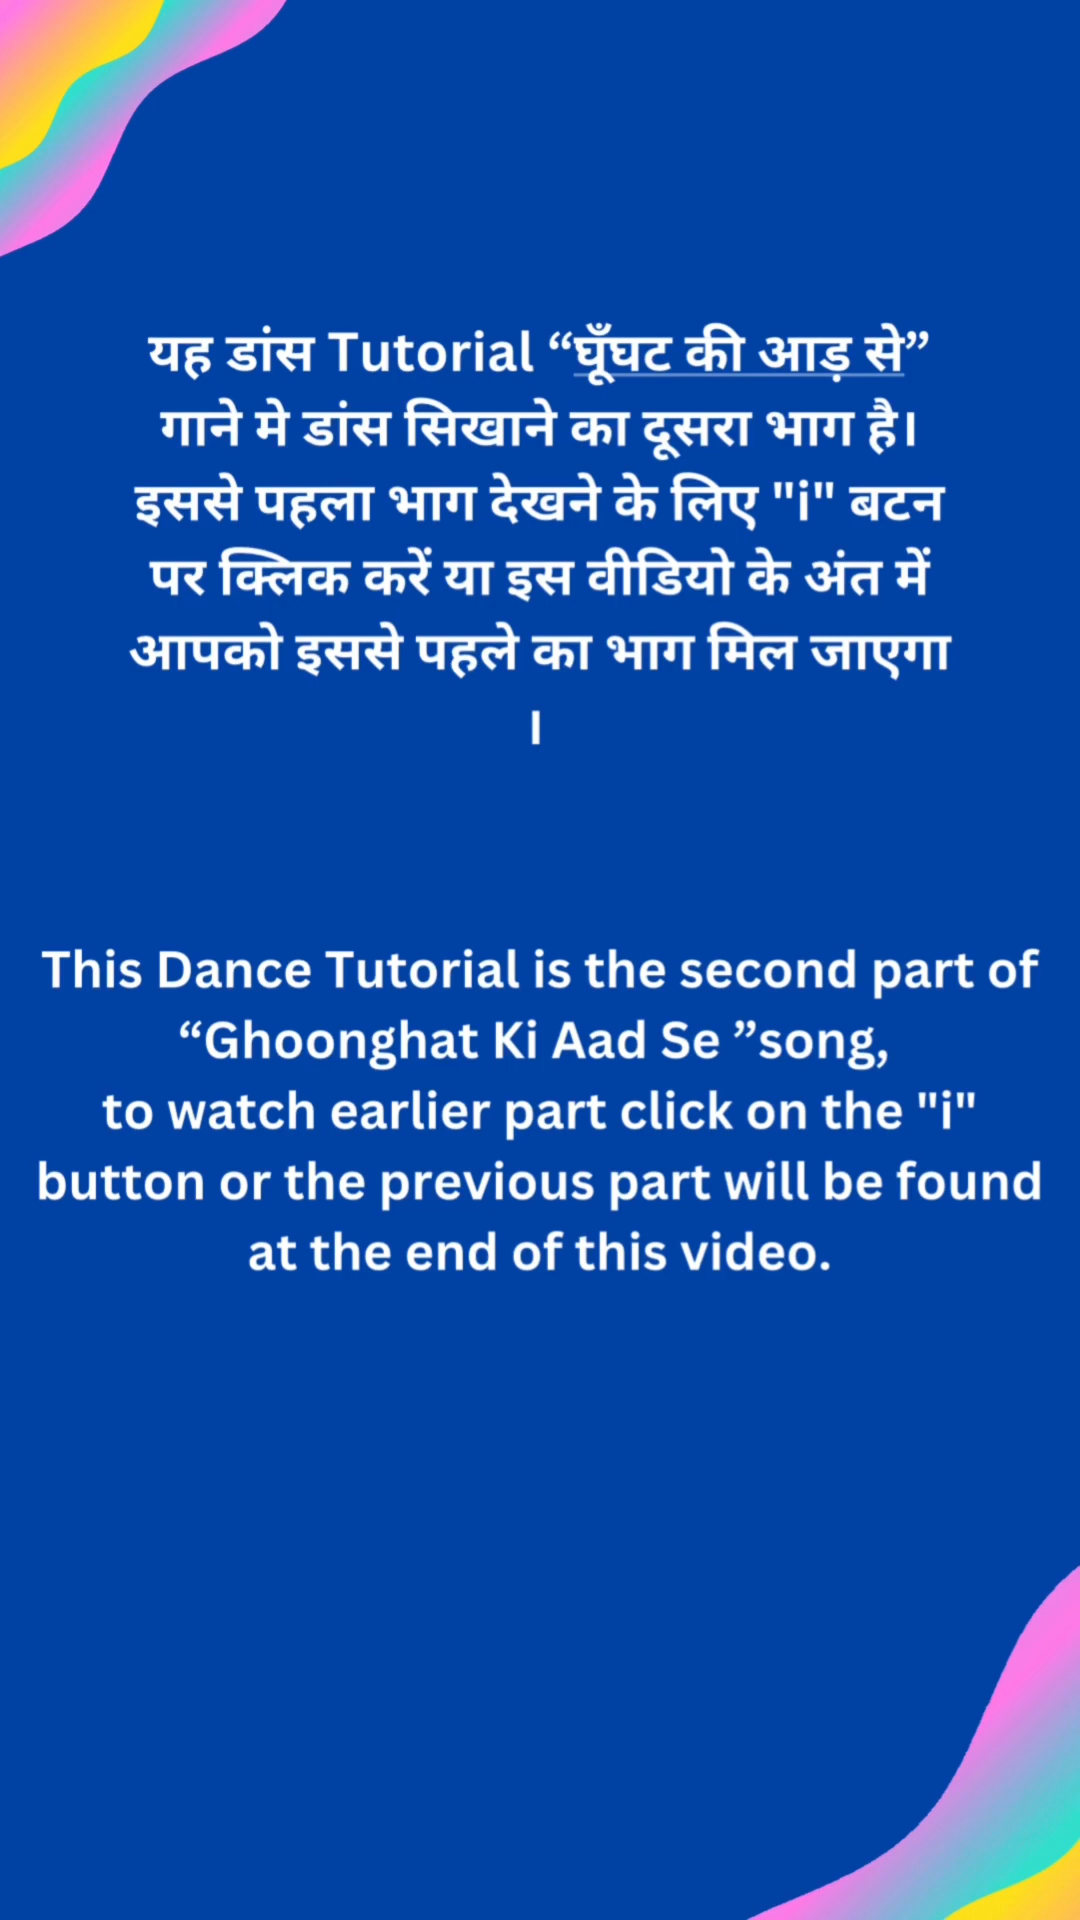 यह डांस Tutorial “घूँघट की आड़ से”
गाने मे डांस सिखाने का दूसरा भाग है।
इससे पहला भाग देखने के लिए "i" बटन
पर क्लिक करें या इस वीडियो के अंत में
आपको इससे पहले का भाग मिल जाएगा
।
This Dance Tutorial is the second part of
“Ghoonghat Ki Aad Se ”song,
to watch earlier part click on the "i"
button or the previous part will be found
at the end of this video.